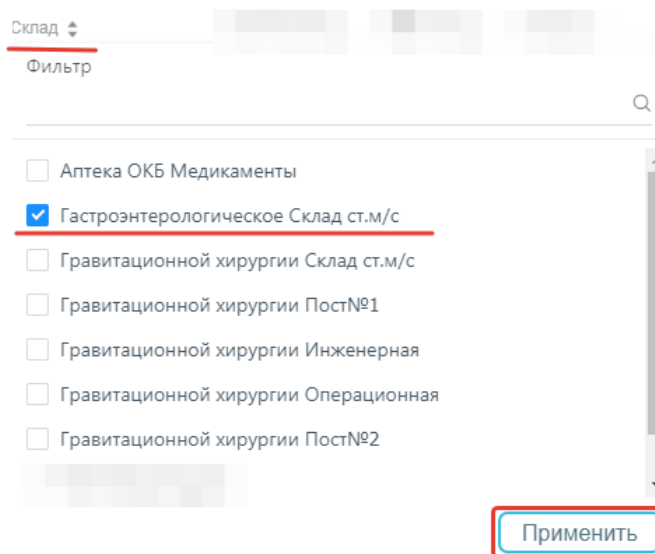 Склад
Фильтр
Аптека ОКБ Медикаменты
Гастроэнтерологическое Склад ст.м/с
Гравитационной хирургии Склад ст.м/с
Гравитационной хирургии Пост№1
Гравитационной хирургии Инженерная
Гравитационной хирургии Операционная
Гравитационной хирургии Пост№2
Применить